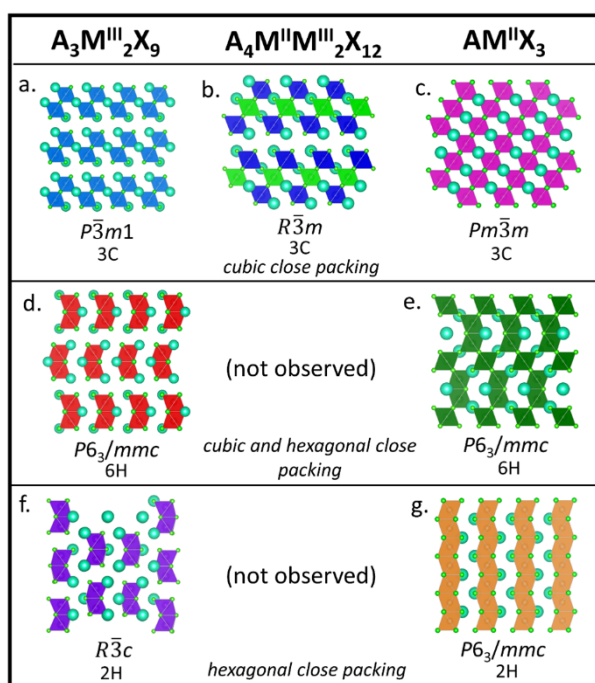 A₃Mᴵᴵᴵ₂X₉ A₄MᴵᴵMᴵᴵᴵ₂X₁₂ AMᴵᴵX₃
a. b. c.
P3̅m1 R3̅m Pm3̅m
3C 3C 3C
cubic close packing
d. e.
(not observed)
P6₃/mmc cubic and hexagonal close P6₃/mmc
6H packing 6H
f. g.
(not observed)
R3̅c P6₃/mmc
2H hexagonal close packing 2H